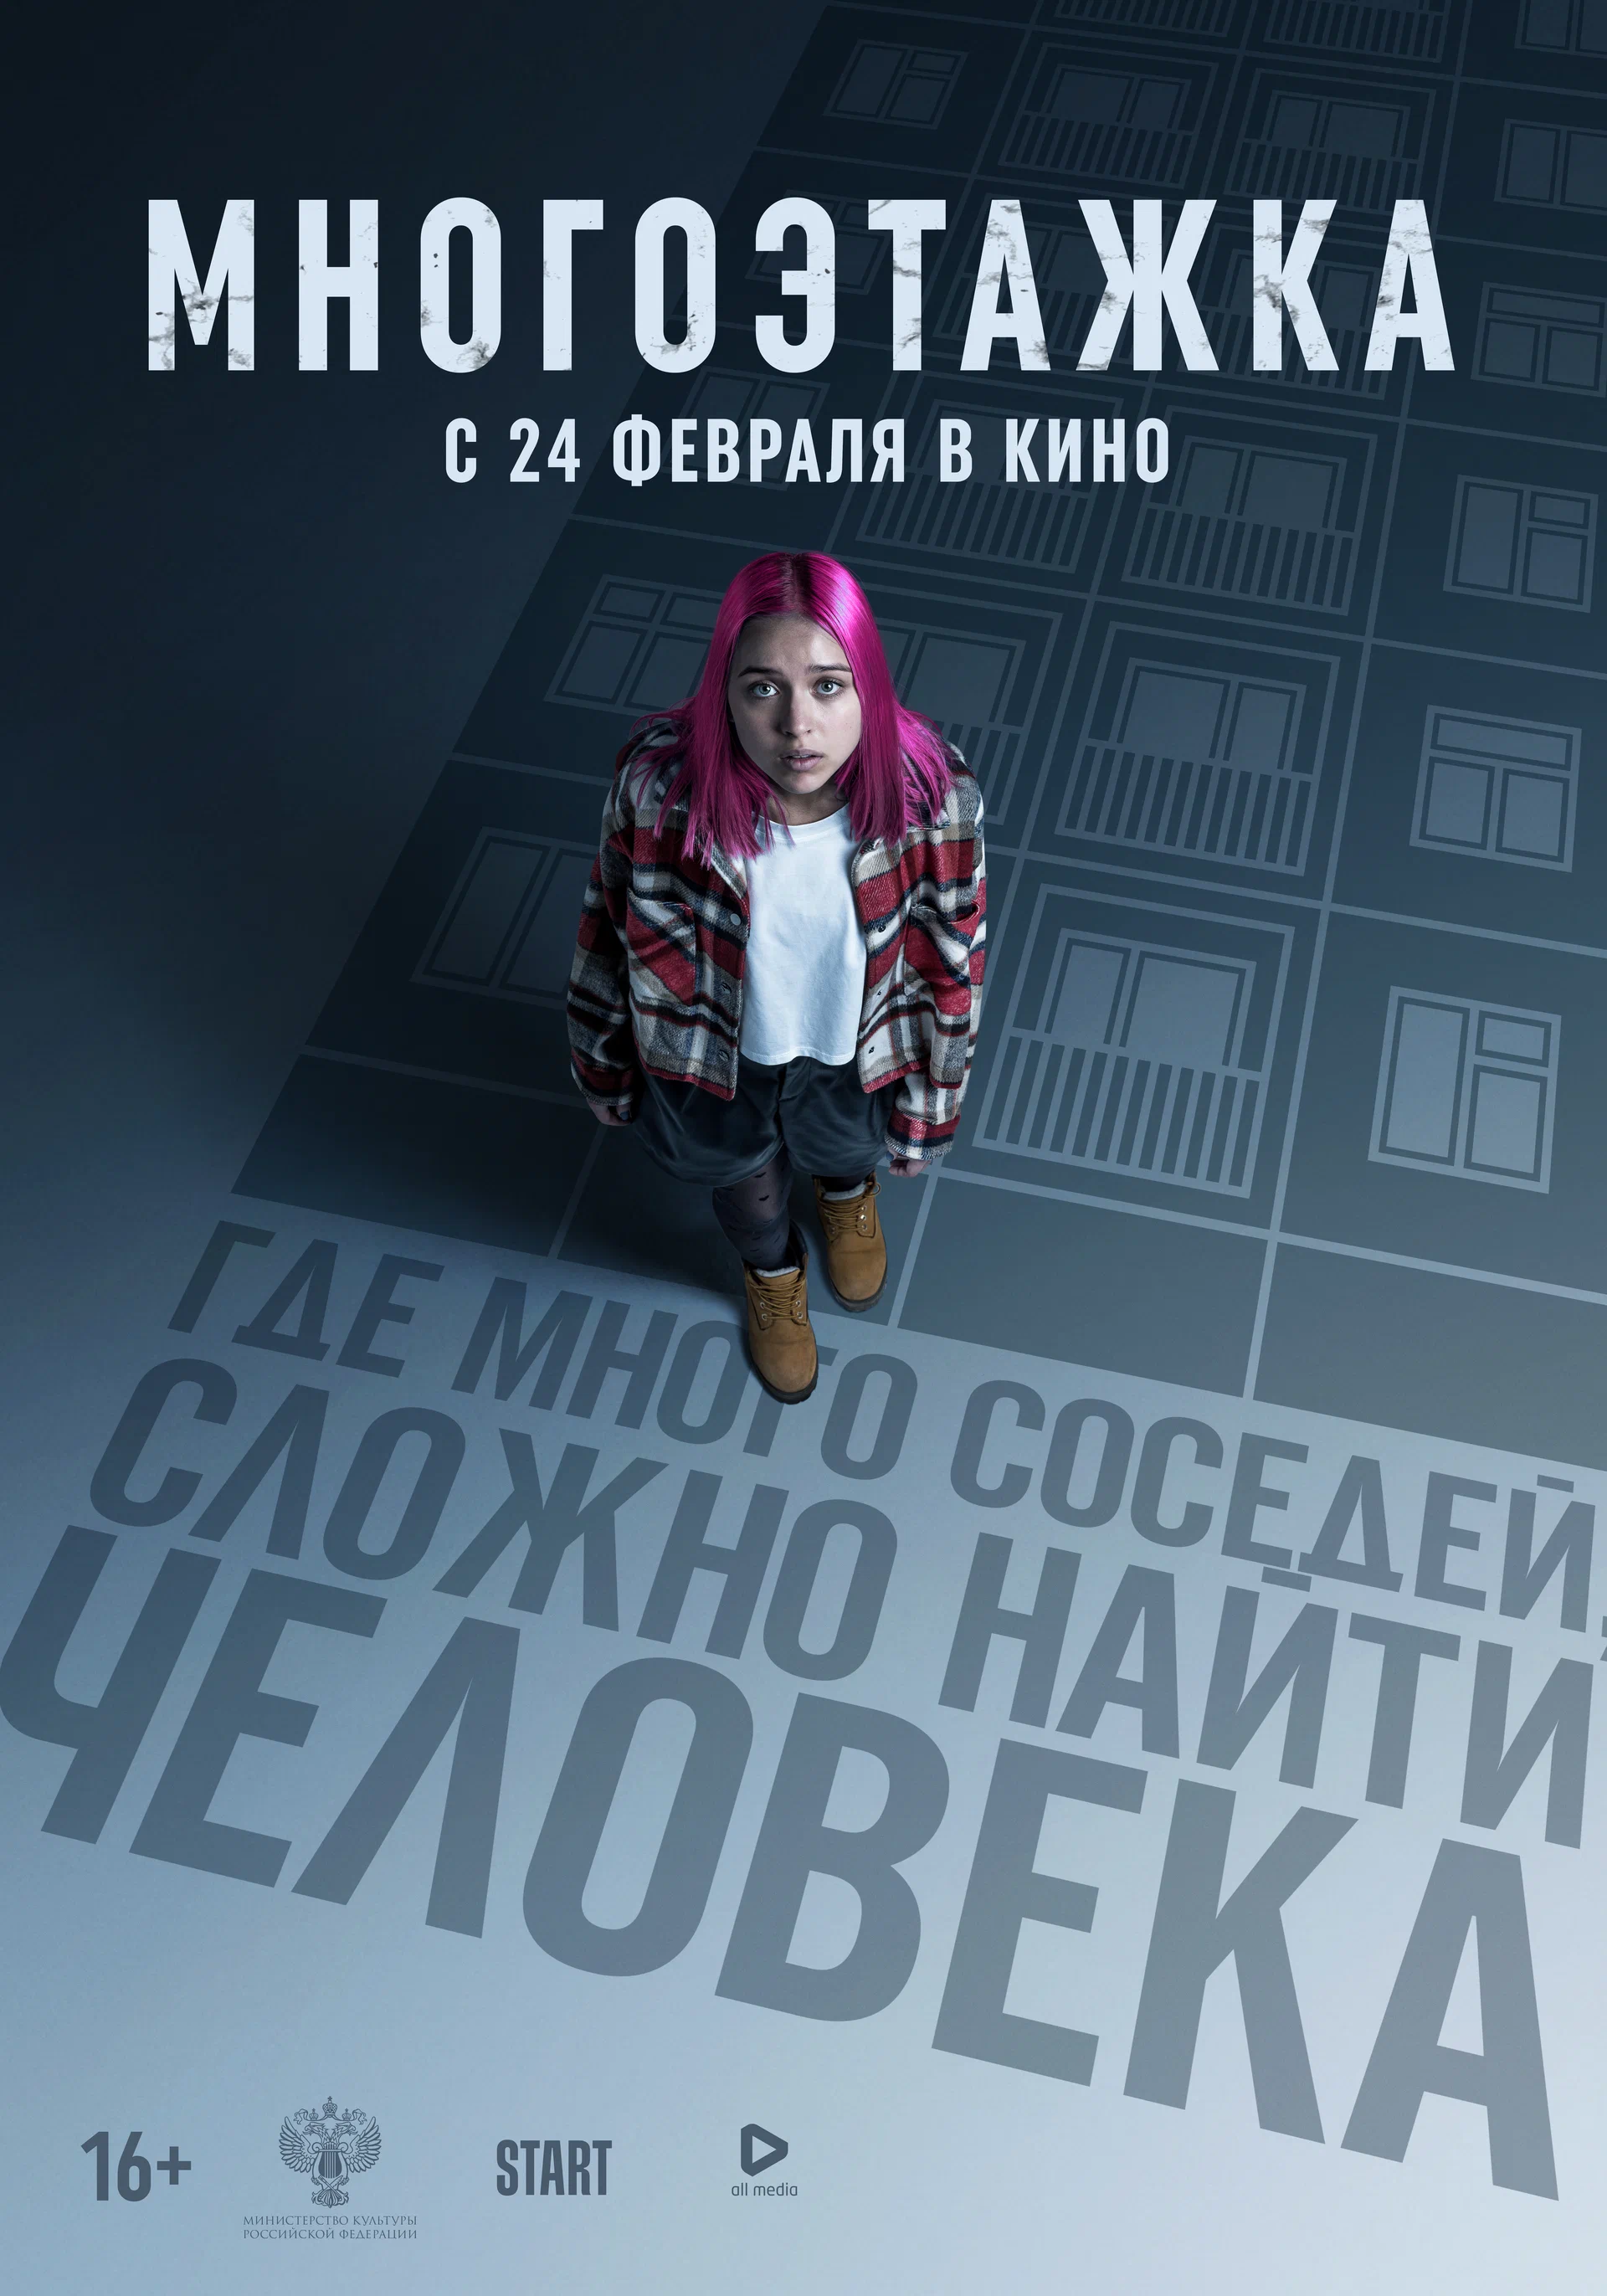 МНОГОЭТАЖКА
С 24 ФЕВРАЛЯ В КИНО
ГДЕ МНОГО СОСЕДЕЙ,
СЛОЖНО НАЙТИ
ЧЕЛОВЕКА
16+
МИНИСТЕРСТВО КУЛЬТУРЫ
РОССИЙСКОЙ ФЕДЕРАЦИИ
START
all media